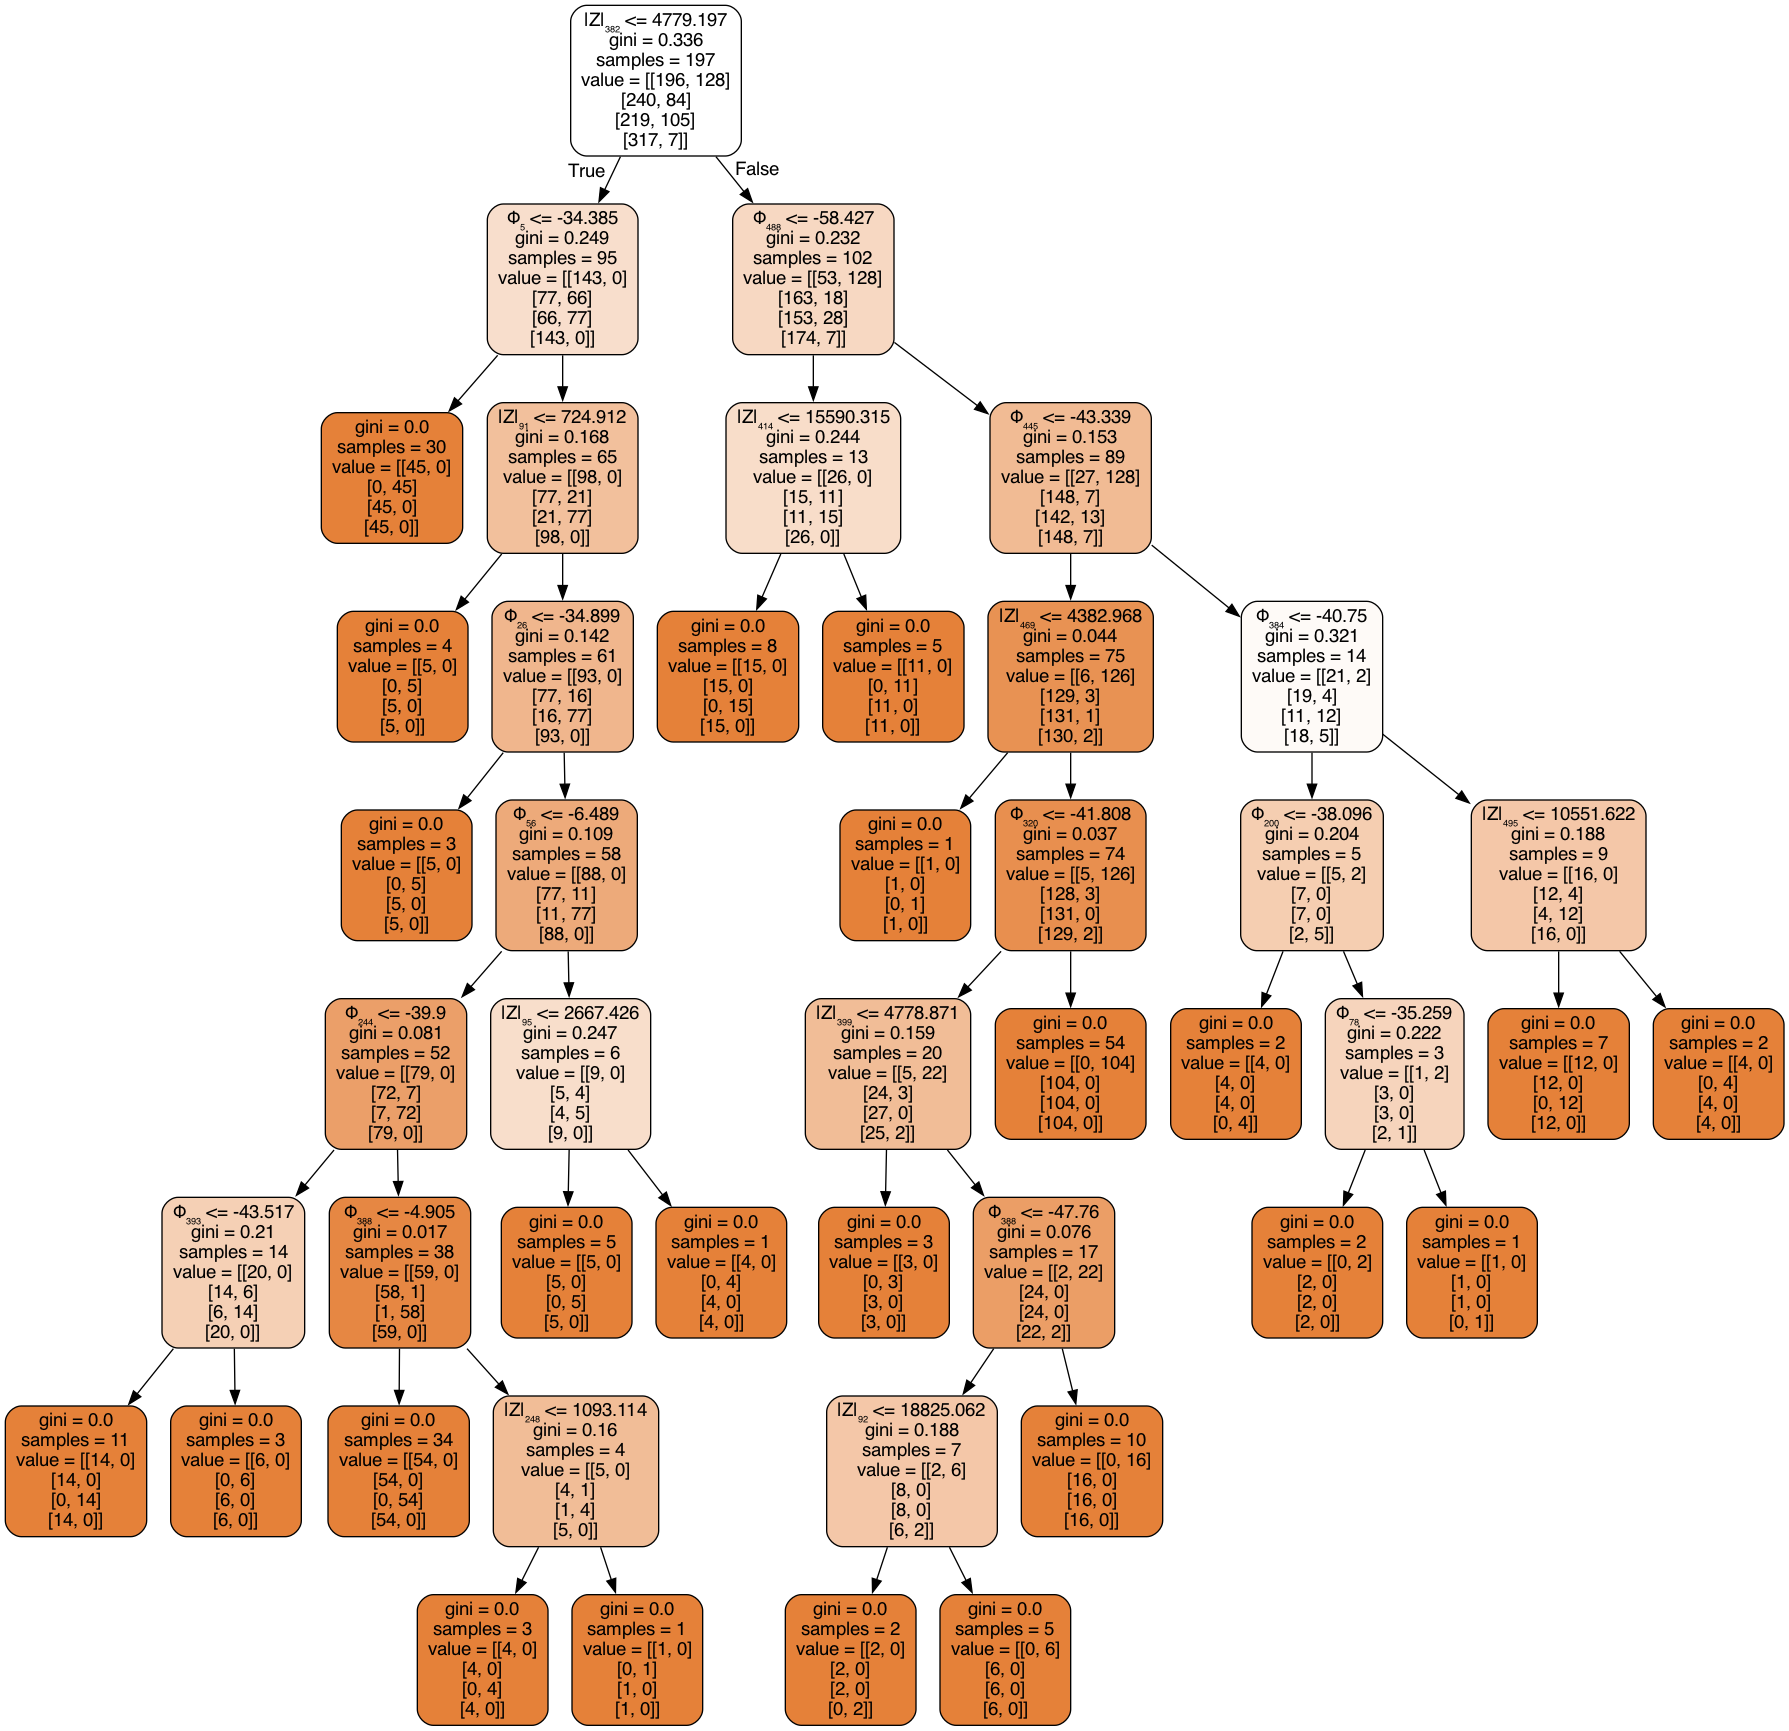 |Z|₃₈₂ <= 4779.197
gini = 0.336
samples = 197
value = [[196, 128]
[240, 84]
[219, 105]
[317, 7]]
True
False
Φ₅ <= -34.385
gini = 0.249
samples = 95
value = [[143, 0]
[77, 66]
[66, 77]
[143, 0]]
Φ₄₈₈ <= -58.427
gini = 0.232
samples = 102
value = [[53, 128]
[163, 18]
[153, 28]
[174, 7]]
gini = 0.0
samples = 30
value = [[45, 0]
[0, 45]
[45, 0]
[45, 0]]
|Z|₉₁ <= 724.912
gini = 0.168
samples = 65
value = [[98, 0]
[77, 21]
[21, 77]
[98, 0]]
|Z|₄₁₄ <= 15590.315
gini = 0.244
samples = 13
value = [[26, 0]
[15, 11]
[11, 15]
[26, 0]]
Φ₄₄₅ <= -43.339
gini = 0.153
samples = 89
value = [[27, 128]
[148, 7]
[142, 13]
[148, 7]]
gini = 0.0
samples = 4
value = [[5, 0]
[0, 5]
[5, 0]
[5, 0]]
Φ₂₆ <= -34.899
gini = 0.142
samples = 61
value = [[93, 0]
[77, 16]
[16, 77]
[93, 0]]
gini = 0.0
samples = 8
value = [[15, 0]
[15, 0]
[0, 15]
[15, 0]]
gini = 0.0
samples = 5
value = [[11, 0]
[0, 11]
[11, 0]
[11, 0]]
|Z|₄₆₉ <= 4382.968
gini = 0.044
samples = 75
value = [[6, 126]
[129, 3]
[131, 1]
[130, 2]]
Φ₃₈₄ <= -40.75
gini = 0.321
samples = 14
value = [[21, 2]
[19, 4]
[11, 12]
[18, 5]]
gini = 0.0
samples = 3
value = [[5, 0]
[0, 5]
[5, 0]
[5, 0]]
Φ₅₆ <= -6.489
gini = 0.109
samples = 58
value = [[88, 0]
[77, 11]
[11, 77]
[88, 0]]
gini = 0.0
samples = 1
value = [[1, 0]
[1, 0]
[0, 1]
[1, 0]]
Φ₃₂₀ <= -41.808
gini = 0.037
samples = 74
value = [[5, 126]
[128, 3]
[131, 0]
[129, 2]]
Φ₂₀₀ <= -38.096
gini = 0.204
samples = 5
value = [[5, 2]
[7, 0]
[7, 0]
[2, 5]]
|Z|₄₉₅ <= 10551.622
gini = 0.188
samples = 9
value = [[16, 0]
[12, 4]
[4, 12]
[16, 0]]
Φ₂₄₄ <= -39.9
gini = 0.081
samples = 52
value = [[79, 0]
[72, 7]
[7, 72]
[79, 0]]
|Z|₉₅ <= 2667.426
gini = 0.247
samples = 6
value = [[9, 0]
[5, 4]
[4, 5]
[9, 0]]
|Z|₃₉₉ <= 4778.871
gini = 0.159
samples = 20
value = [[5, 22]
[24, 3]
[27, 0]
[25, 2]]
gini = 0.0
samples = 54
value = [[0, 104]
[104, 0]
[104, 0]
[104, 0]]
gini = 0.0
samples = 2
value = [[4, 0]
[4, 0]
[4, 0]
[0, 4]]
Φ₇₈ <= -35.259
gini = 0.222
samples = 3
value = [[1, 2]
[3, 0]
[3, 0]
[2, 1]]
gini = 0.0
samples = 7
value = [[12, 0]
[12, 0]
[0, 12]
[12, 0]]
gini = 0.0
samples = 2
value = [[4, 0]
[0, 4]
[4, 0]
[4, 0]]
Φ₃₉₃ <= -43.517
gini = 0.21
samples = 14
value = [[20, 0]
[14, 6]
[6, 14]
[20, 0]]
Φ₃₈₈ <= -4.905
gini = 0.017
samples = 38
value = [[59, 0]
[58, 1]
[1, 58]
[59, 0]]
gini = 0.0
samples = 5
value = [[5, 0]
[5, 0]
[0, 5]
[5, 0]]
gini = 0.0
samples = 1
value = [[4, 0]
[0, 4]
[4, 0]
[4, 0]]
gini = 0.0
samples = 3
value = [[3, 0]
[0, 3]
[3, 0]
[3, 0]]
Φ₃₈₈ <= -47.76
gini = 0.076
samples = 17
value = [[2, 22]
[24, 0]
[24, 0]
[22, 2]]
gini = 0.0
samples = 2
value = [[0, 2]
[2, 0]
[2, 0]
[2, 0]]
gini = 0.0
samples = 1
value = [[1, 0]
[1, 0]
[1, 0]
[0, 1]]
gini = 0.0
samples = 11
value = [[14, 0]
[14, 0]
[0, 14]
[14, 0]]
gini = 0.0
samples = 3
value = [[6, 0]
[0, 6]
[6, 0]
[6, 0]]
gini = 0.0
samples = 34
value = [[54, 0]
[54, 0]
[0, 54]
[54, 0]]
|Z|₂₄₈ <= 1093.114
gini = 0.16
samples = 4
value = [[5, 0]
[4, 1]
[1, 4]
[5, 0]]
|Z|₉₂ <= 18825.062
gini = 0.188
samples = 7
value = [[2, 6]
[8, 0]
[8, 0]
[6, 2]]
gini = 0.0
samples = 10
value = [[0, 16]
[16, 0]
[16, 0]
[16, 0]]
gini = 0.0
samples = 3
value = [[4, 0]
[4, 0]
[0, 4]
[4, 0]]
gini = 0.0
samples = 1
value = [[1, 0]
[0, 1]
[1, 0]
[1, 0]]
gini = 0.0
samples = 2
value = [[2, 0]
[2, 0]
[2, 0]
[0, 2]]
gini = 0.0
samples = 5
value = [[0, 6]
[6, 0]
[6, 0]
[6, 0]]